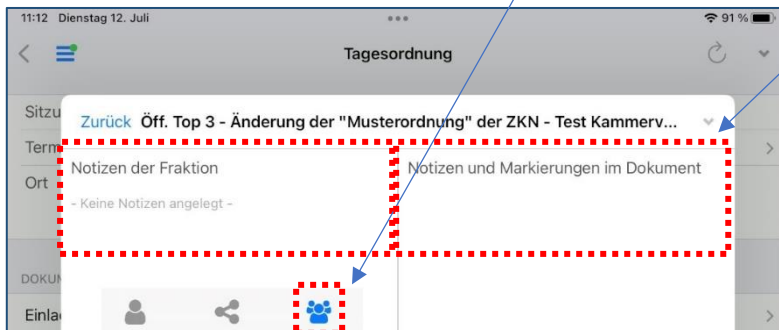 11:12 Dienstag 12. Juli
91 %
Tagesordnung
Sitzu
Zurück Öff. Top 3 - Änderung der "Musterordnung" der ZKN - Test Kammerv...
Term
Notizen der Fraktion
Notizen und Markierungen im Dokument
Ort
- Keine Notizen angelegt -
DOKUM
Einla